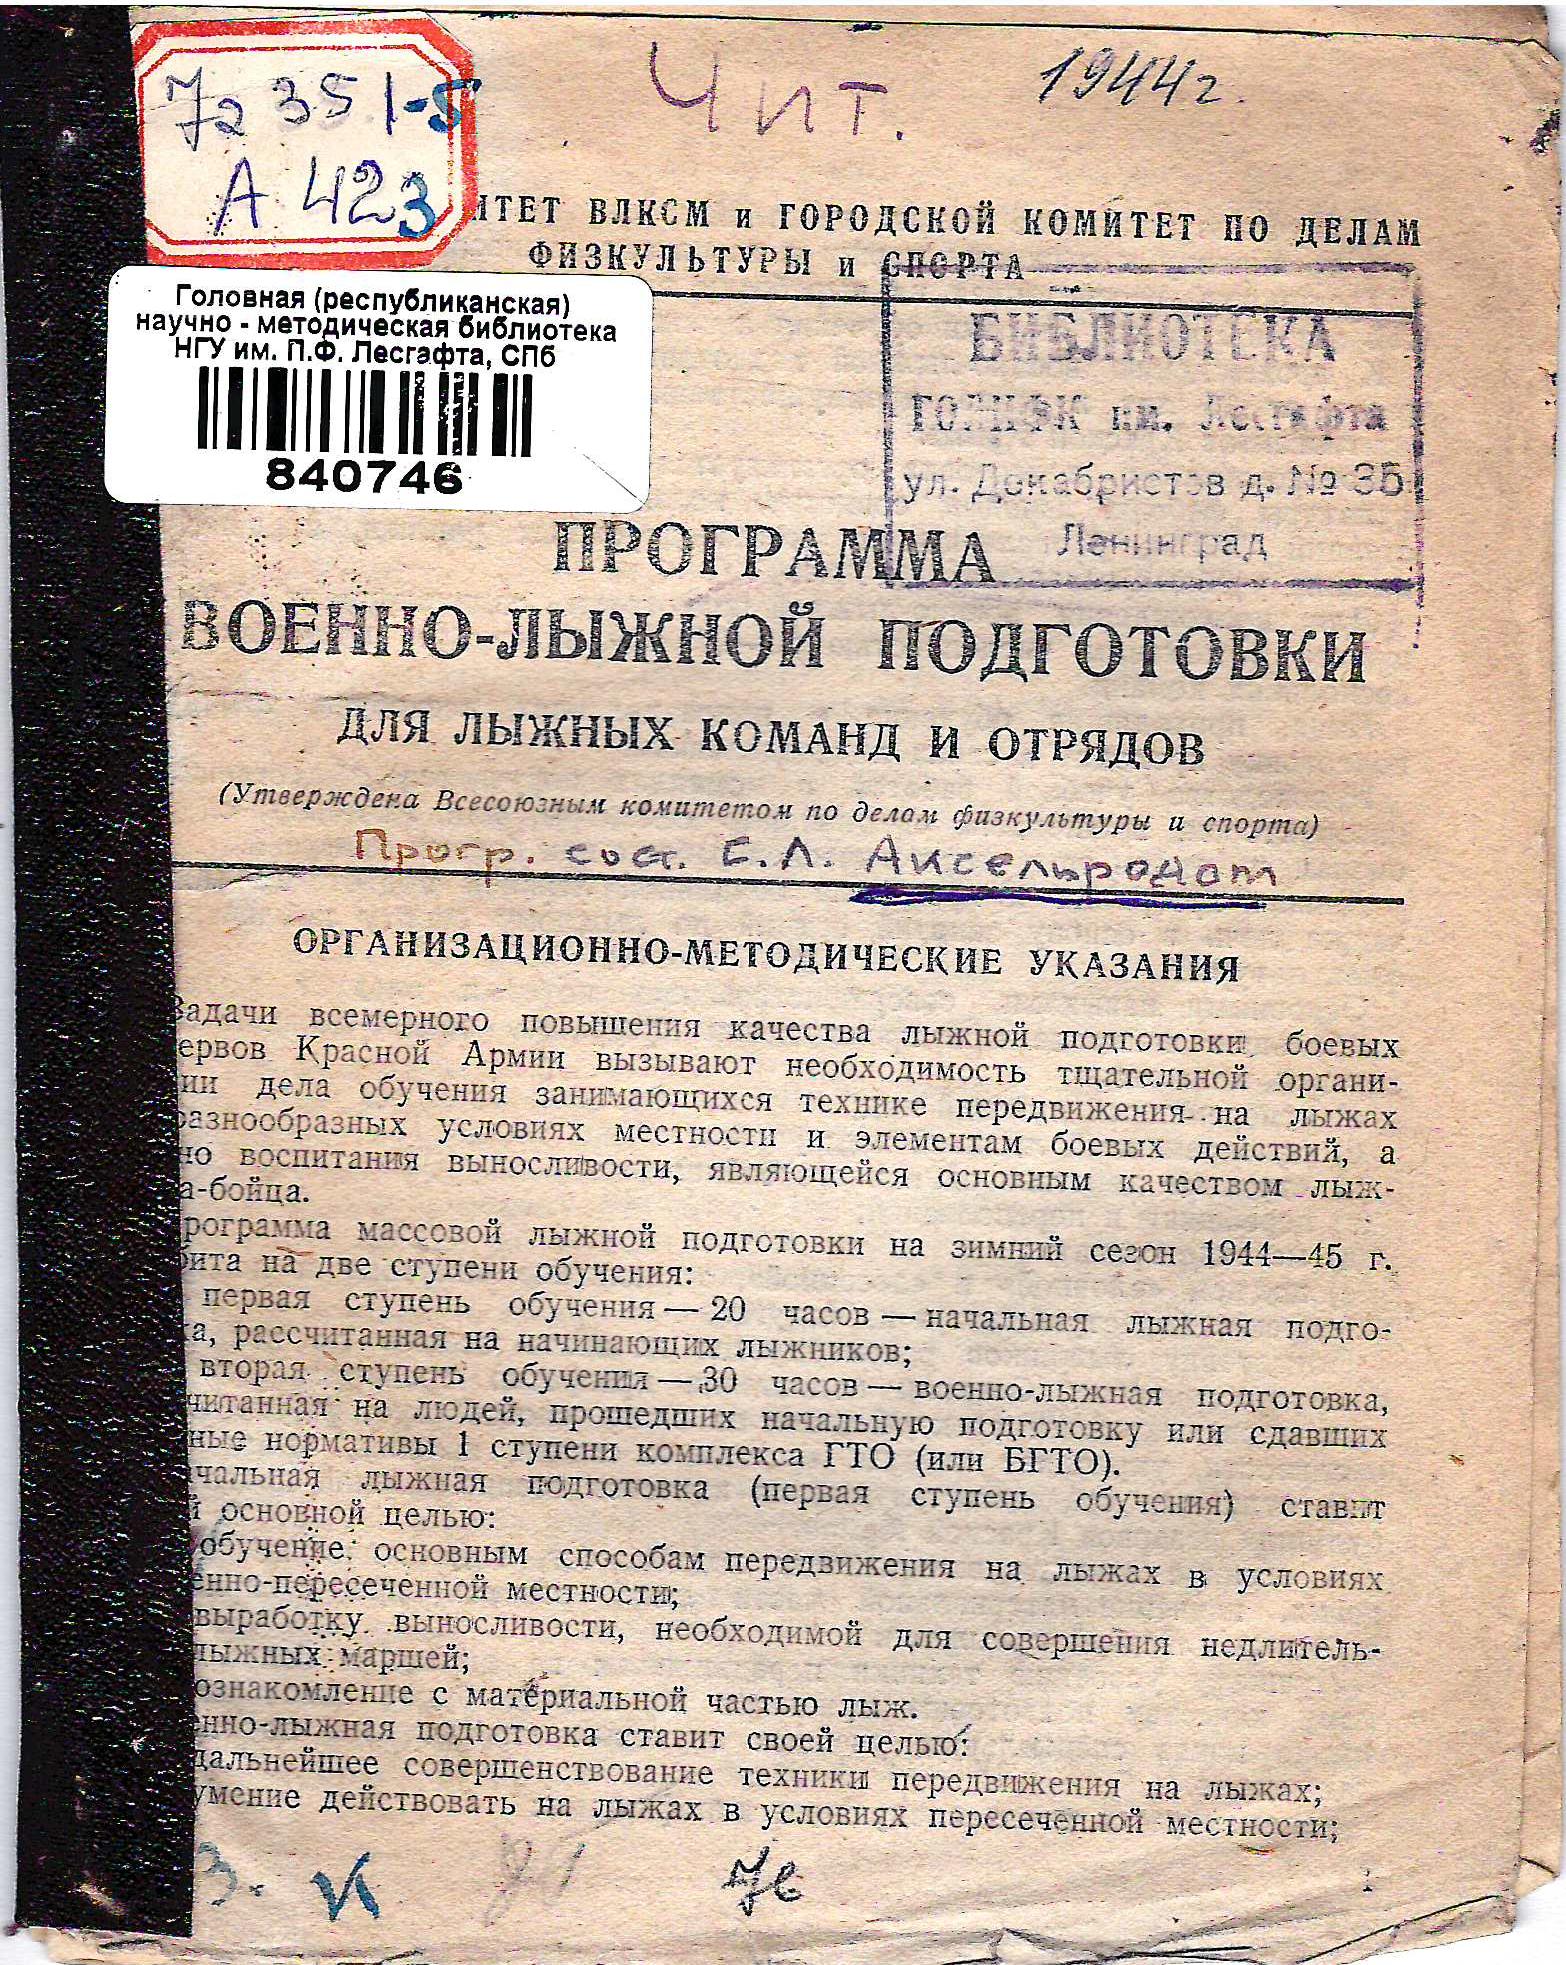 7а 351-5
А 423
Чит.
1944 г.
ИТЕТ ВЛКСМ и ГОРОДСКОЙ КОМИТЕТ ПО ДЕЛАМ
ФИЗКУЛЬТУРЫ и СПОРТА
Головная (республиканская)
научно - методическая библиотека
НГУ им. П.Ф. Лесгафта, СПб
840746
БИБЛИОТЕКА
ГОЛИФК им. Лесгафта
ул. Декабристов д. № 35
Ленинград
ПРОГРАММА
ВОЕННО-ЛЫЖНОЙ ПОДГОТОВКИ
ДЛЯ ЛЫЖНЫХ КОМАНД И ОТРЯДОВ
(Утверждена Всесоюзным комитетом по делам физкультуры и спорта)
Прогр. сост. Е.Л. Аксельродом
ОРГАНИЗАЦИОННО-МЕТОДИЧЕСКИЕ УКАЗАНИЯ
Задачи всемерного повышения качества лыжной подготовки боевых
ервов Красной Армии вызывают необходимость тщательной органи-
ии дела обучения занимающихся технике передвижения на лыжах
разнообразных условиях местности и элементам боевых действий, а
но воспитания выносливости, являющейся основным качеством лыж-
а-бойца.
рограмма массовой лыжной подготовки на зимний сезон 1944—45 г.
бита на две ступени обучения:
первая ступень обучения — 20 часов — начальная лыжная подго-
ка, рассчитанная на начинающих лыжников;
вторая ступень обучения — 30 часов — военно-лыжная подготовка,
читанная на людей, прошедших начальную подготовку или сдавших
ные нормативы 1 ступени комплекса ГТО (или БГТО).
чальная лыжная подготовка (первая ступень обучения) ставит
й основной целью:
обучение основным способам передвижения на лыжах в условиях
енно-пересеченной местности;
выработку выносливости, необходимой для совершения недлитель-
лыжных маршей;
ознакомление с материальной частью лыж.
енно-лыжная подготовка ставит своей целью:
дальнейшее совершенствование техники передвижения на лыжах;
умение действовать на лыжах в условиях пересеченной местности;
1